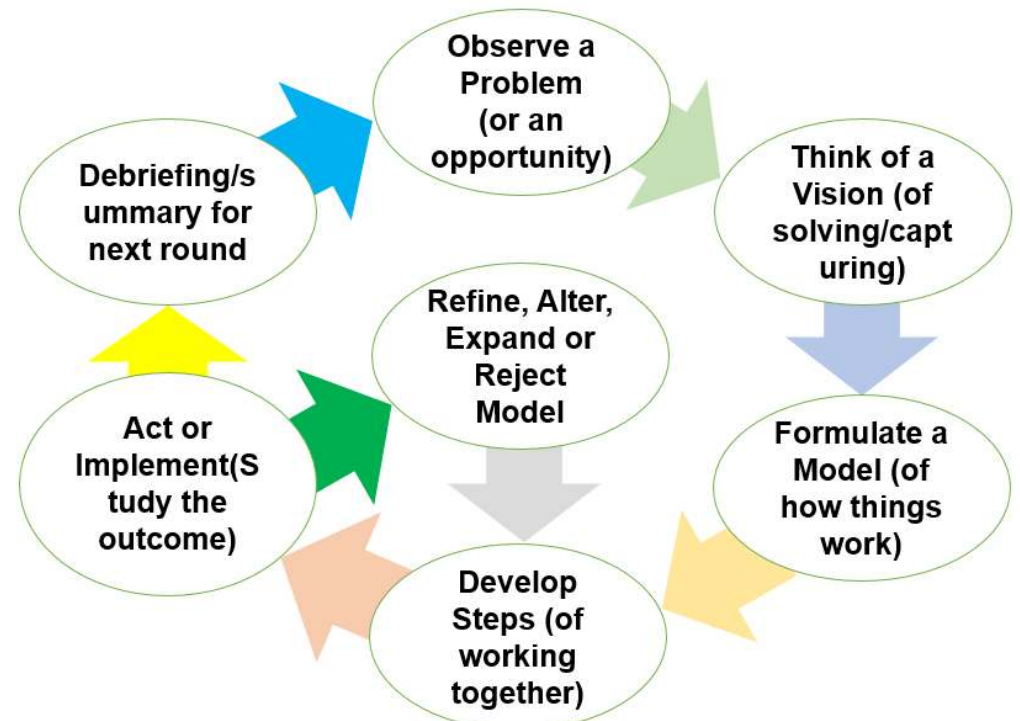 Observe a
Problem
(or an
opportunity)
Think of a
Vision (of
solving/capt
uring)
Formulate a
Model (of
how things
work)
Develop
Steps (of
working
together)
Act or
Implement(S
tudy the
outcome)
Debriefing/s
ummary for
next round
Refine, Alter,
Expand or
Reject
Model